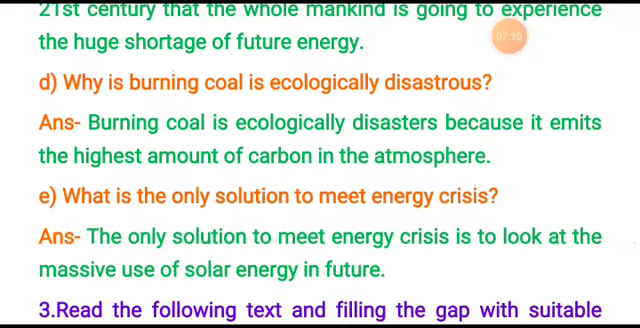 21st century that the whole mankind is going to experience
the huge shortage of future energy.
07:10
d) Why is burning coal is ecologically disastrous?
Ans- Burning coal is ecologically disasters because it emits
the highest amount of carbon in the atmosphere.
e) What is the only solution to meet energy crisis?
Ans- The only solution to meet energy crisis is to look at the
massive use of solar energy in future.
3.Read the following text and filling the gap with suitable